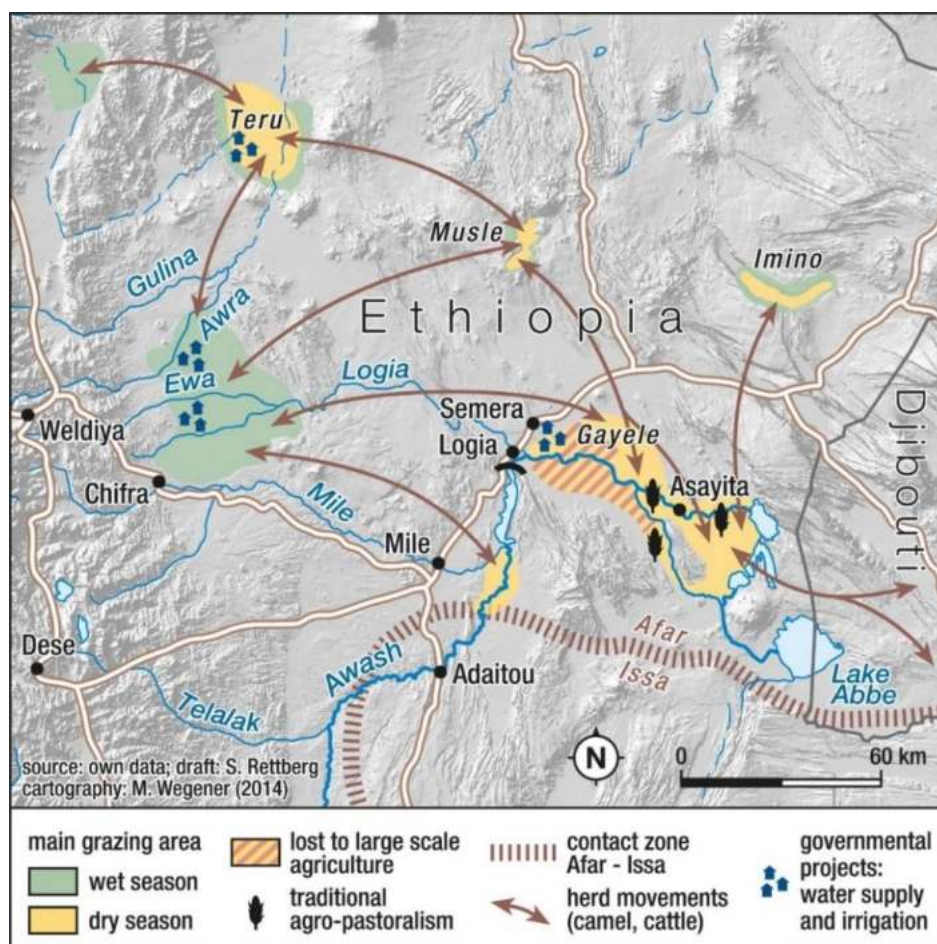 Teru
Musle
Imino
Gulina
Ethiopia
Awra
Ewa
Logia
Djibouti
Weldiya
Semera
Gayele
Logia
Chifra
Asayita
Mile
Mile
Dese
Awash
Afar
Issa
Adaitou
Lake
Abbe
Telalak
N
0 60 km
source: own data; draft: S. Rettberg
cartography: M. Wegener (2014)
main grazing area
wet season
dry season
lost to large scale
agriculture
traditional
agro-pastoralism
contact zone
Afar - Issa
herd movements
(camel, cattle)
governmental
projects:
water supply
and irrigation